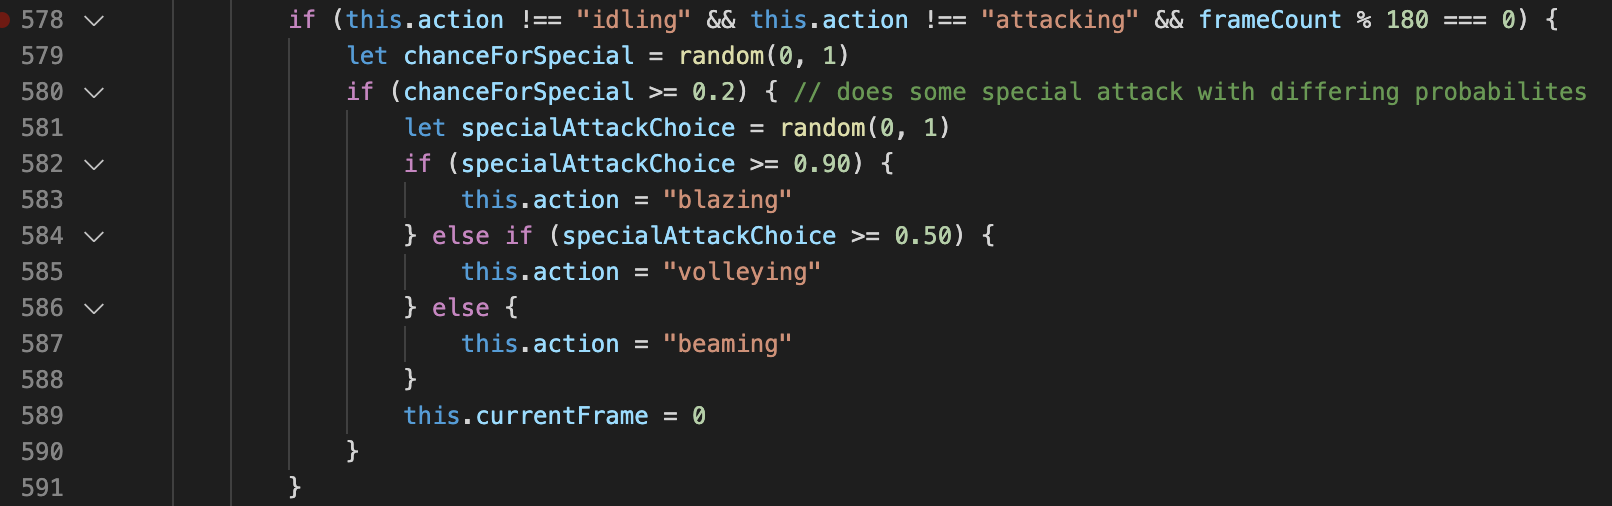 578 if (this.action !== "idling" && this.action !== "attacking" && frameCount % 180 === 0) {
579 let chanceForSpecial = random(0, 1)
580 if (chanceForSpecial >= 0.2) { // does some special attack with differing probabilites
581 let specialAttackChoice = random(0, 1)
582 if (specialAttackChoice >= 0.90) {
583 this.action = "blazing"
584 } else if (specialAttackChoice >= 0.50) {
585 this.action = "volleying"
586 } else {
587 this.action = "beaming"
588 }
589 this.currentFrame = 0
590 }
591 }